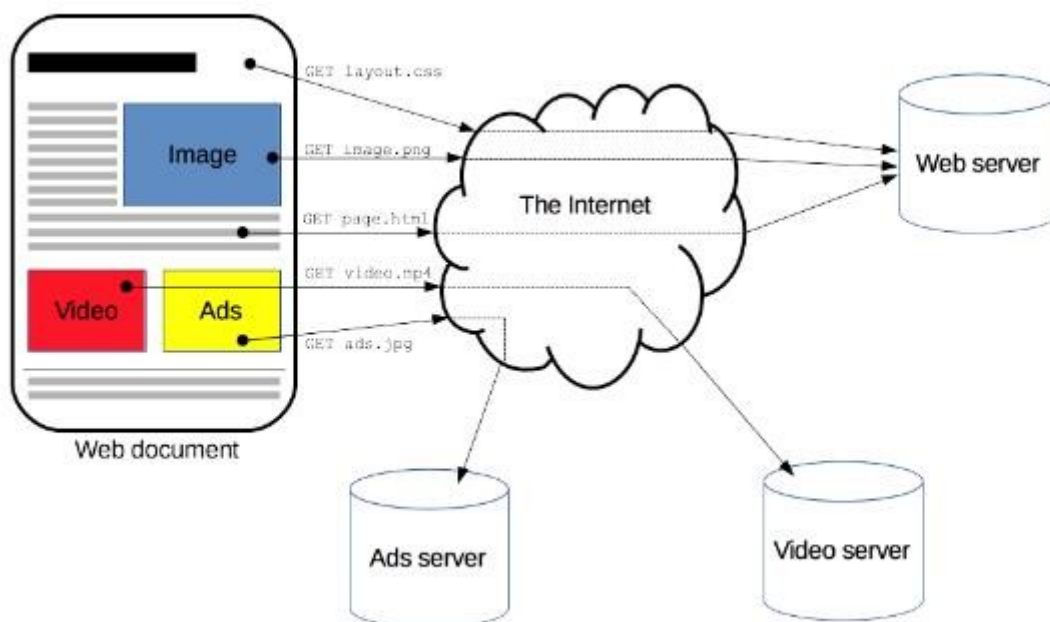 GET layout.css
Image
GET image.png
Web server
The Internet
GET page.html
GET video.mp4
Video
Ads
GET ads.jpg
Web document
Ads server
Video server